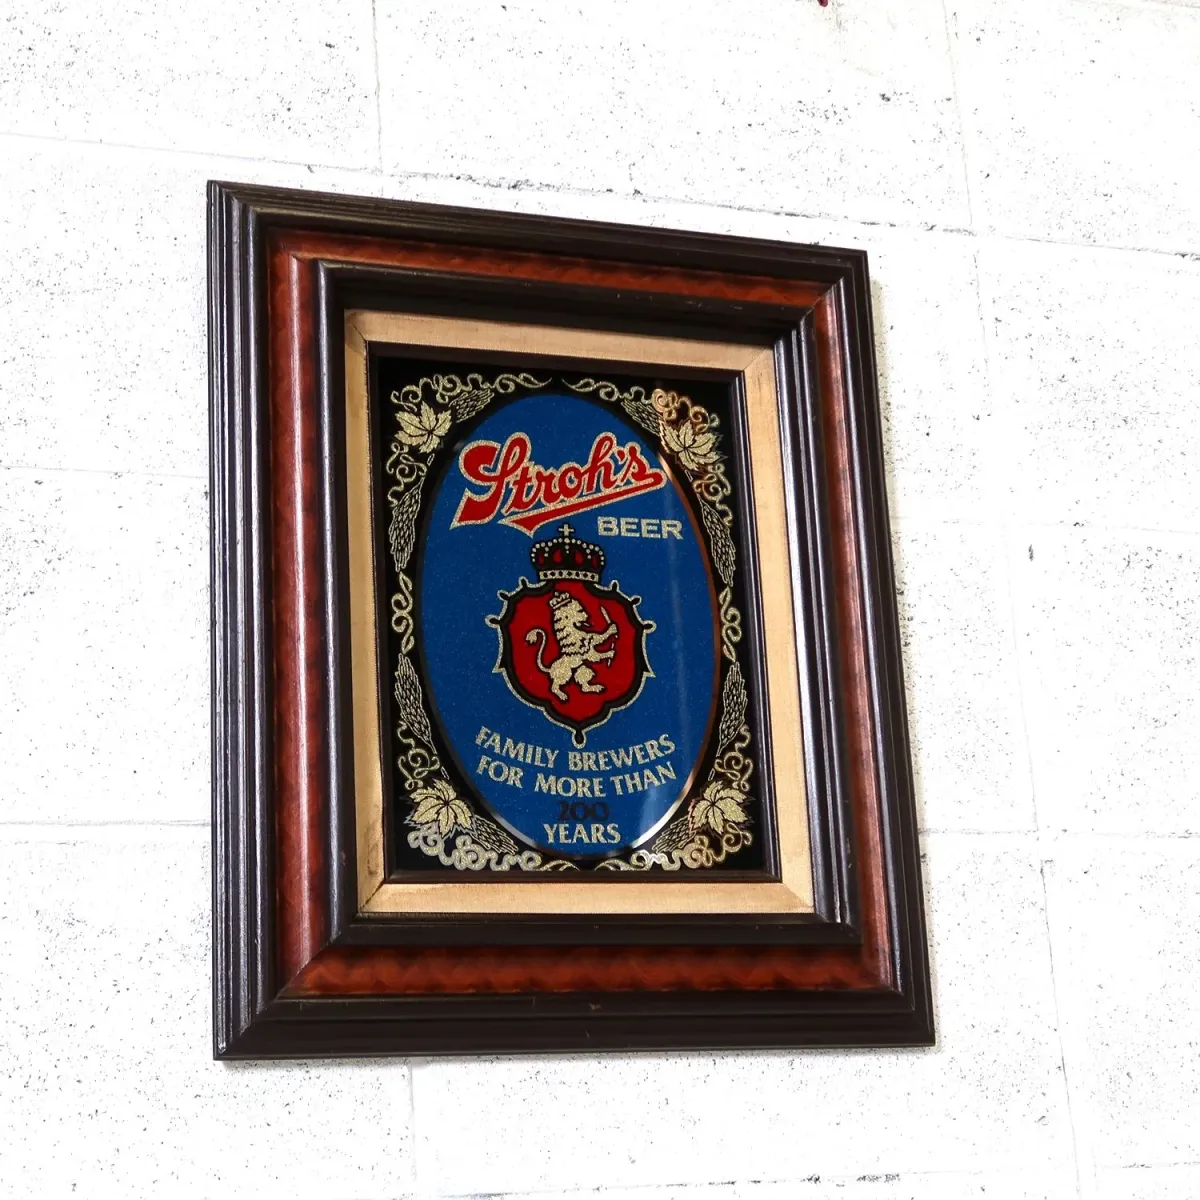 Stroh's
BEER
FAMILY BREWERS
FOR MORE THAN
200
YEARS